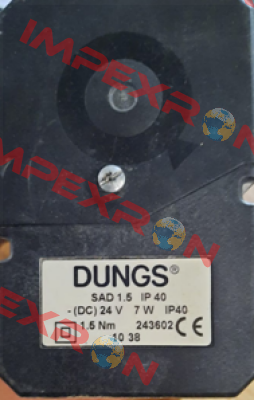 IMPEXRON
IMPEXRON
IMPEXRON
DUNGS®
SAD 1.5 IP 40
- (DC) 24 V 7 W IP40
1.5 Nm 243602 CE
10 38